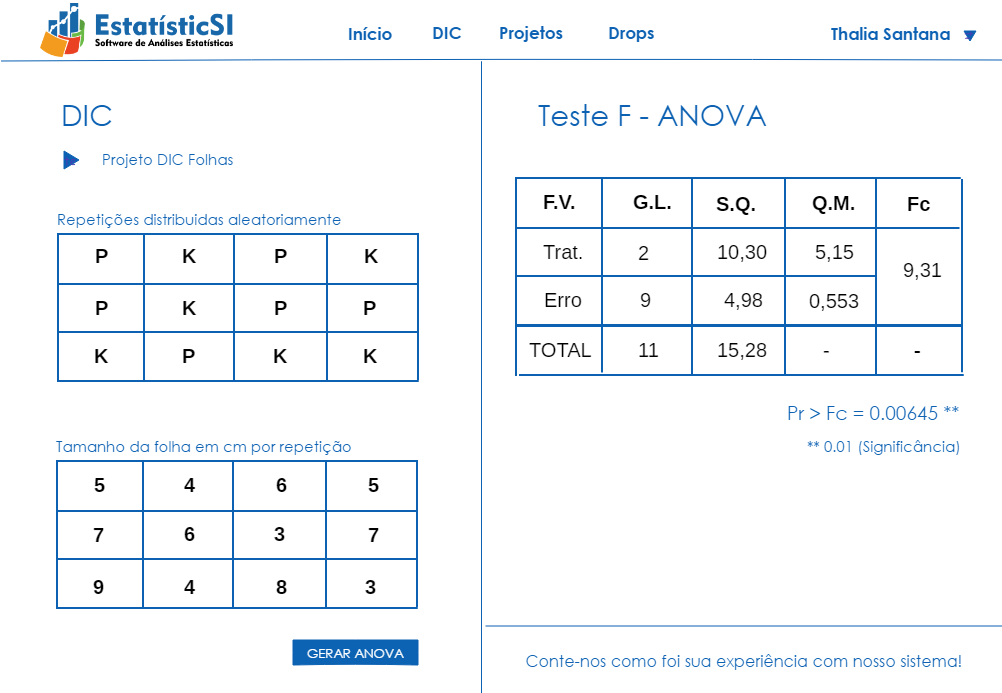 EstatísticSI
Software de Análises Estatísticas
Início DIC Projetos Drops Thalia Santana
DIC
Projeto DIC Folhas
Repetições distribuidas aleatoriamente
P K P K
P K P P
K P K K
Tamanho da folha em cm por repetição
5 4 6 5
7 6 3 7
9 4 8 3
GERAR ANOVA
Teste F - ANOVA
F.V. G.L. S.Q. Q.M. Fc
Trat. 2 10,30 5,15
9,31
Erro 9 4,98 0,553
TOTAL 11 15,28 - -
Pr > Fc = 0.00645 **
** 0.01 (Significância)
Conte-nos como foi sua experiência com nosso sistema!